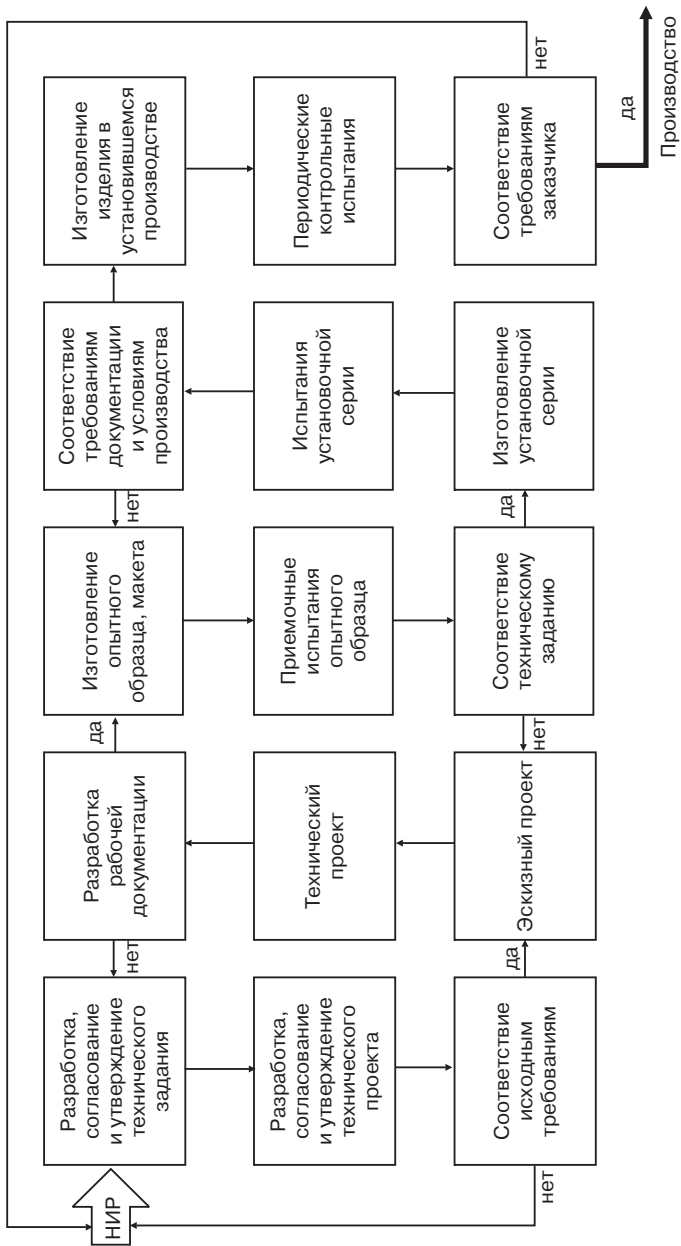 НИР
Разработка,
согласование
и утверждение
технического
задания
Разработка,
согласование
и утверждение
технического
проекта
Соответствие
исходным
требованиям
нет
да
нет
Разработка
рабочей
документации
Технический
проект
Эскизный проект
да
нет
Изготовление
опытного
образца, макета
Приемочные
испытания
опытного
образца
Соответствие
техническому
заданию
нет
да
Соответствие
требованиям
документации
и условиям
производства
Испытания
установочной
серии
Изготовление
установочной
серии
Изготовление
изделия в
установившемся
производстве
Периодические
контрольные
испытания
Соответствие
требованиям
заказчика
нет
да
Производство